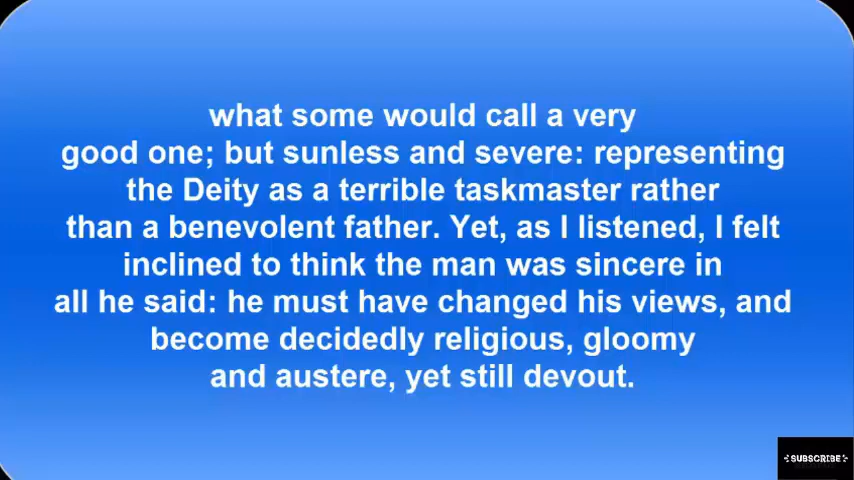 what some would call a very
good one; but sunless and severe: representing
the Deity as a terrible taskmaster rather
than a benevolent father. Yet, as I listened, I felt
inclined to think the man was sincere in
all he said: he must have changed his views, and
become decidedly religious, gloomy
and austere, yet still devout.
SUBSCRIBE